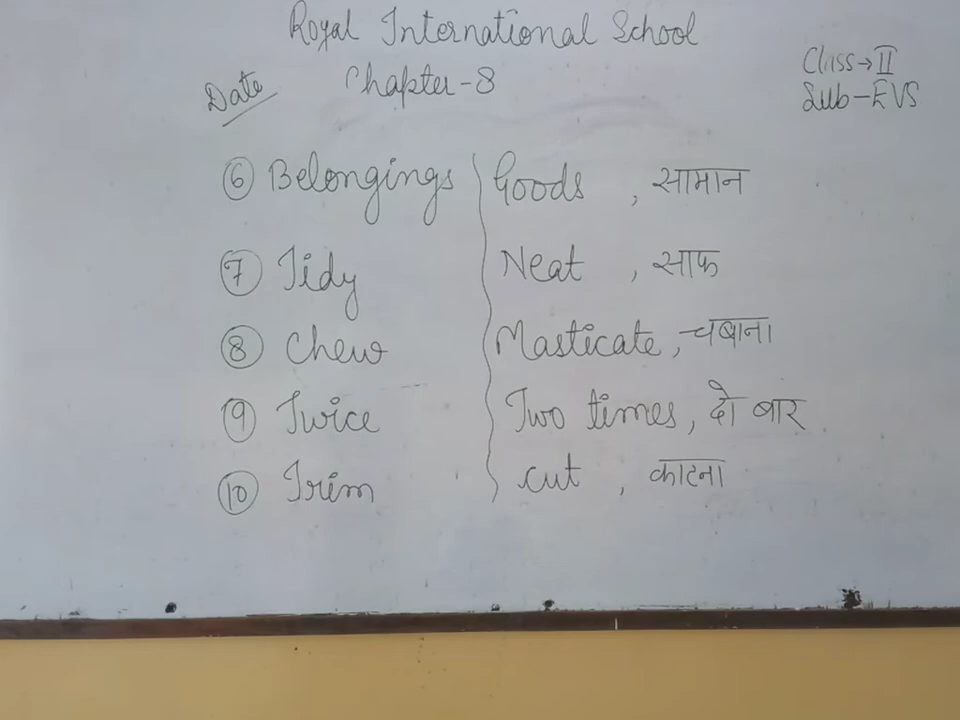 Royal International School
Date Chapter-8 Class→II
Sub-EVS
⑥ Belongings Goods , सामान
⑦ Tidy Neat , साफ
⑧ Chew Masticate, चबाना
⑨ Twice Two times, दो बार
⑩ Trim cut , काटना